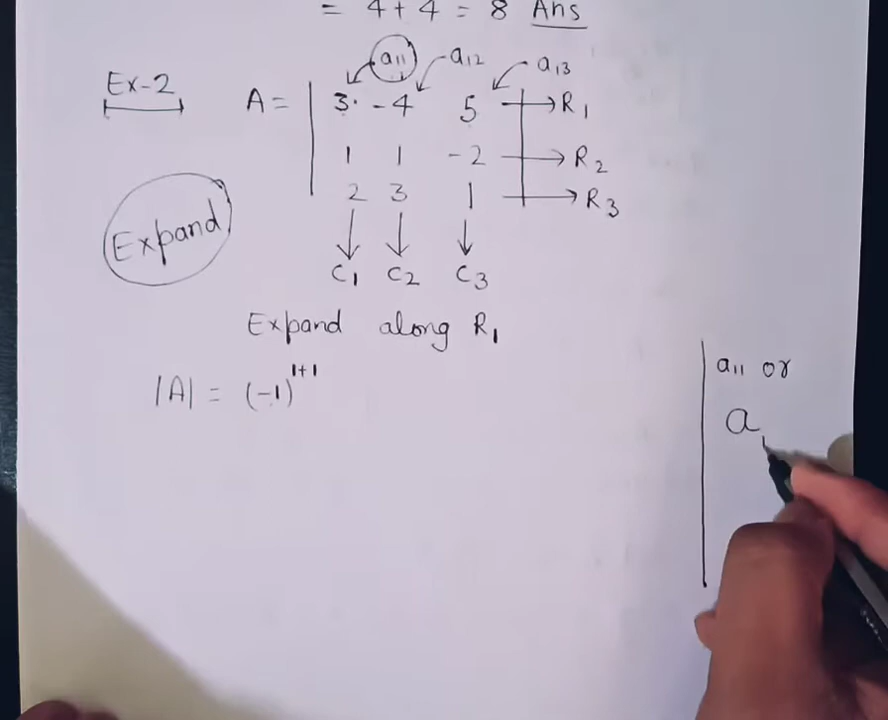 = 4 + 4 = 8 Ans
a11 a12 a13
Ex-2 A = | 3 -4 5 | → R1
1 1 -2 → R2
2 3 1 → R3
Expand
↓ ↓ ↓
C1 C2 C3
Expand along R1
|A| = (-1)^1+1
a11 or
a